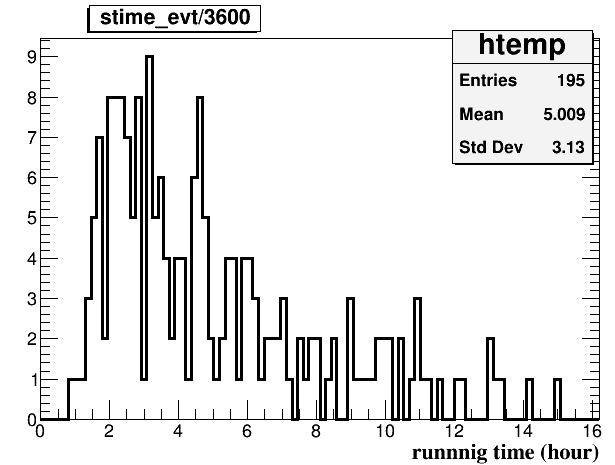 stime_evt/3600
htemp
Entries 195
Mean 5.009
Std Dev 3.13
9
8
7
6
5
4
3
2
1
0
0 2 4 6 8 10 12 14 16
runnnig time (hour)